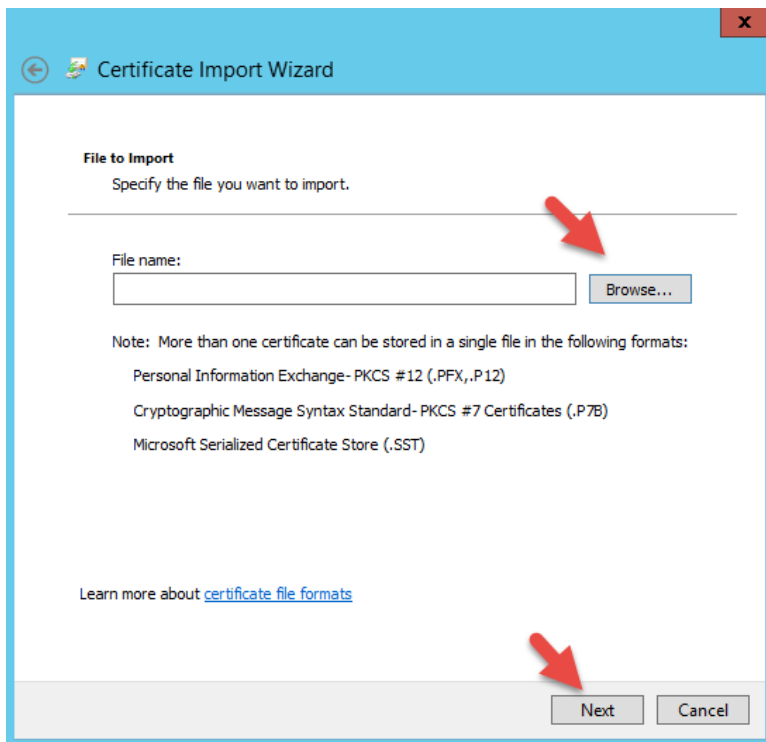 x
Certificate Import Wizard
File to Import
Specify the file you want to import.
File name:
Browse...
Note: More than one certificate can be stored in a single file in the following formats:
Personal Information Exchange- PKCS #12 (.PFX,.P12)
Cryptographic Message Syntax Standard- PKCS #7 Certificates (.P7B)
Microsoft Serialized Certificate Store (.SST)
Learn more about certificate file formats
Next Cancel